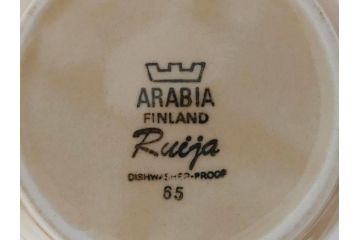 ARABIA
FINLAND
Ruija
DISHWASHER-PROOF
65